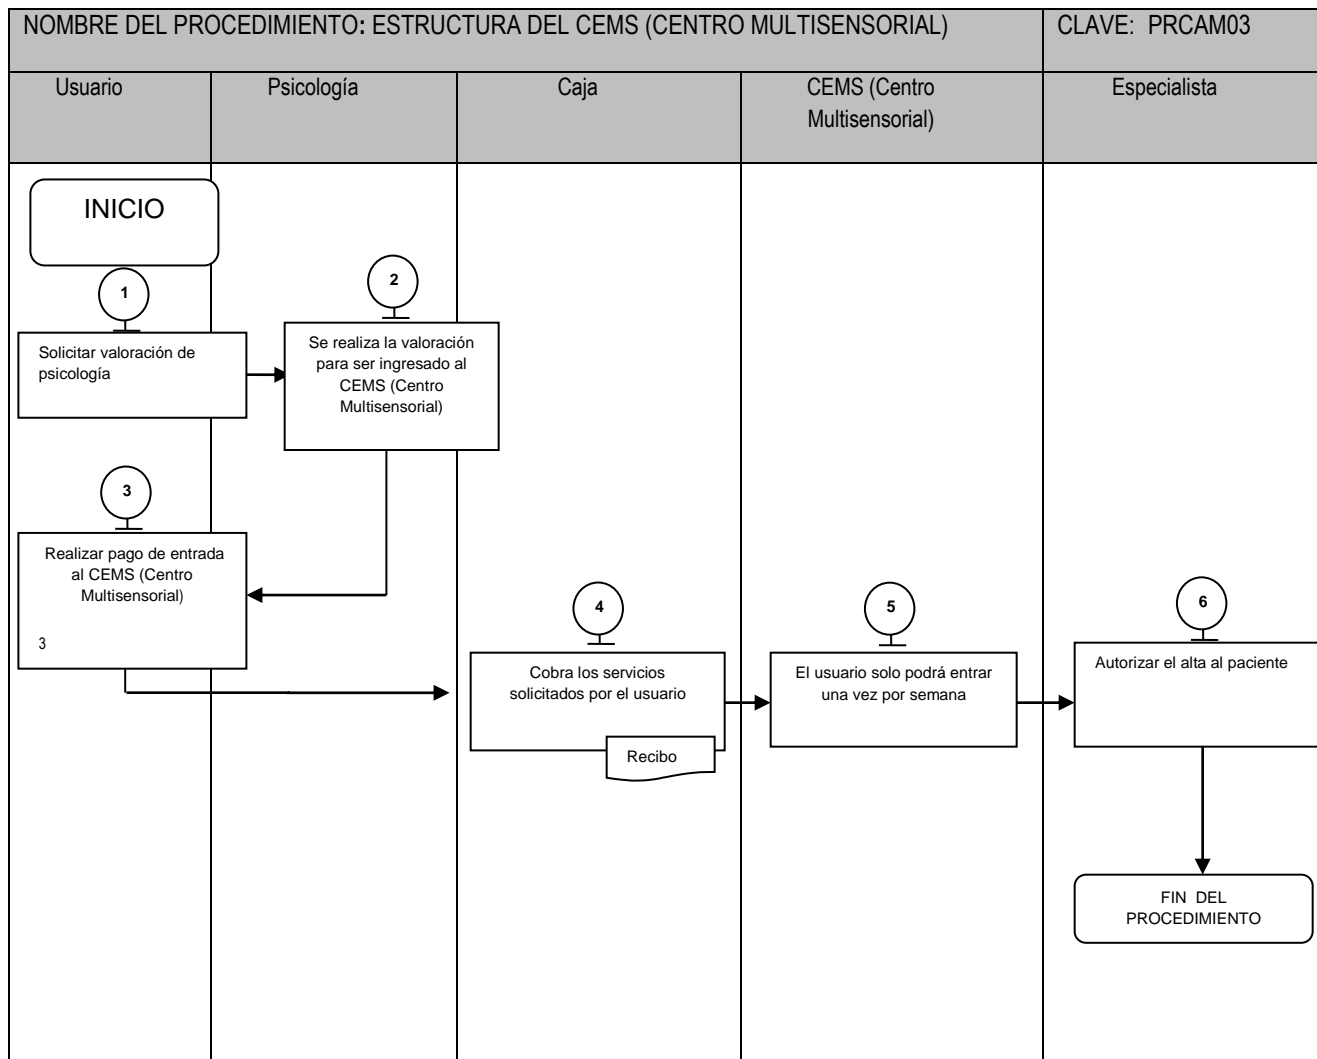 NOMBRE DEL PROCEDIMIENTO: ESTRUCTURA DEL CEMS (CENTRO MULTISENSORIAL)
CLAVE: PRCAM03
Usuario
Psicología
Caja
CEMS (Centro
Multisensorial)
Especialista
INICIO
1
Solicitar valoración de
psicología
2
Se realiza la valoración
para ser ingresado al
CEMS (Centro
Multisensorial)
3
Realizar pago de entrada
al CEMS (Centro
Multisensorial)
3
4
Cobra los servicios
solicitados por el usuario
Recibo
5
El usuario solo podrá entrar
una vez por semana
6
Autorizar el alta al paciente
FIN DEL
PROCEDIMIENTO